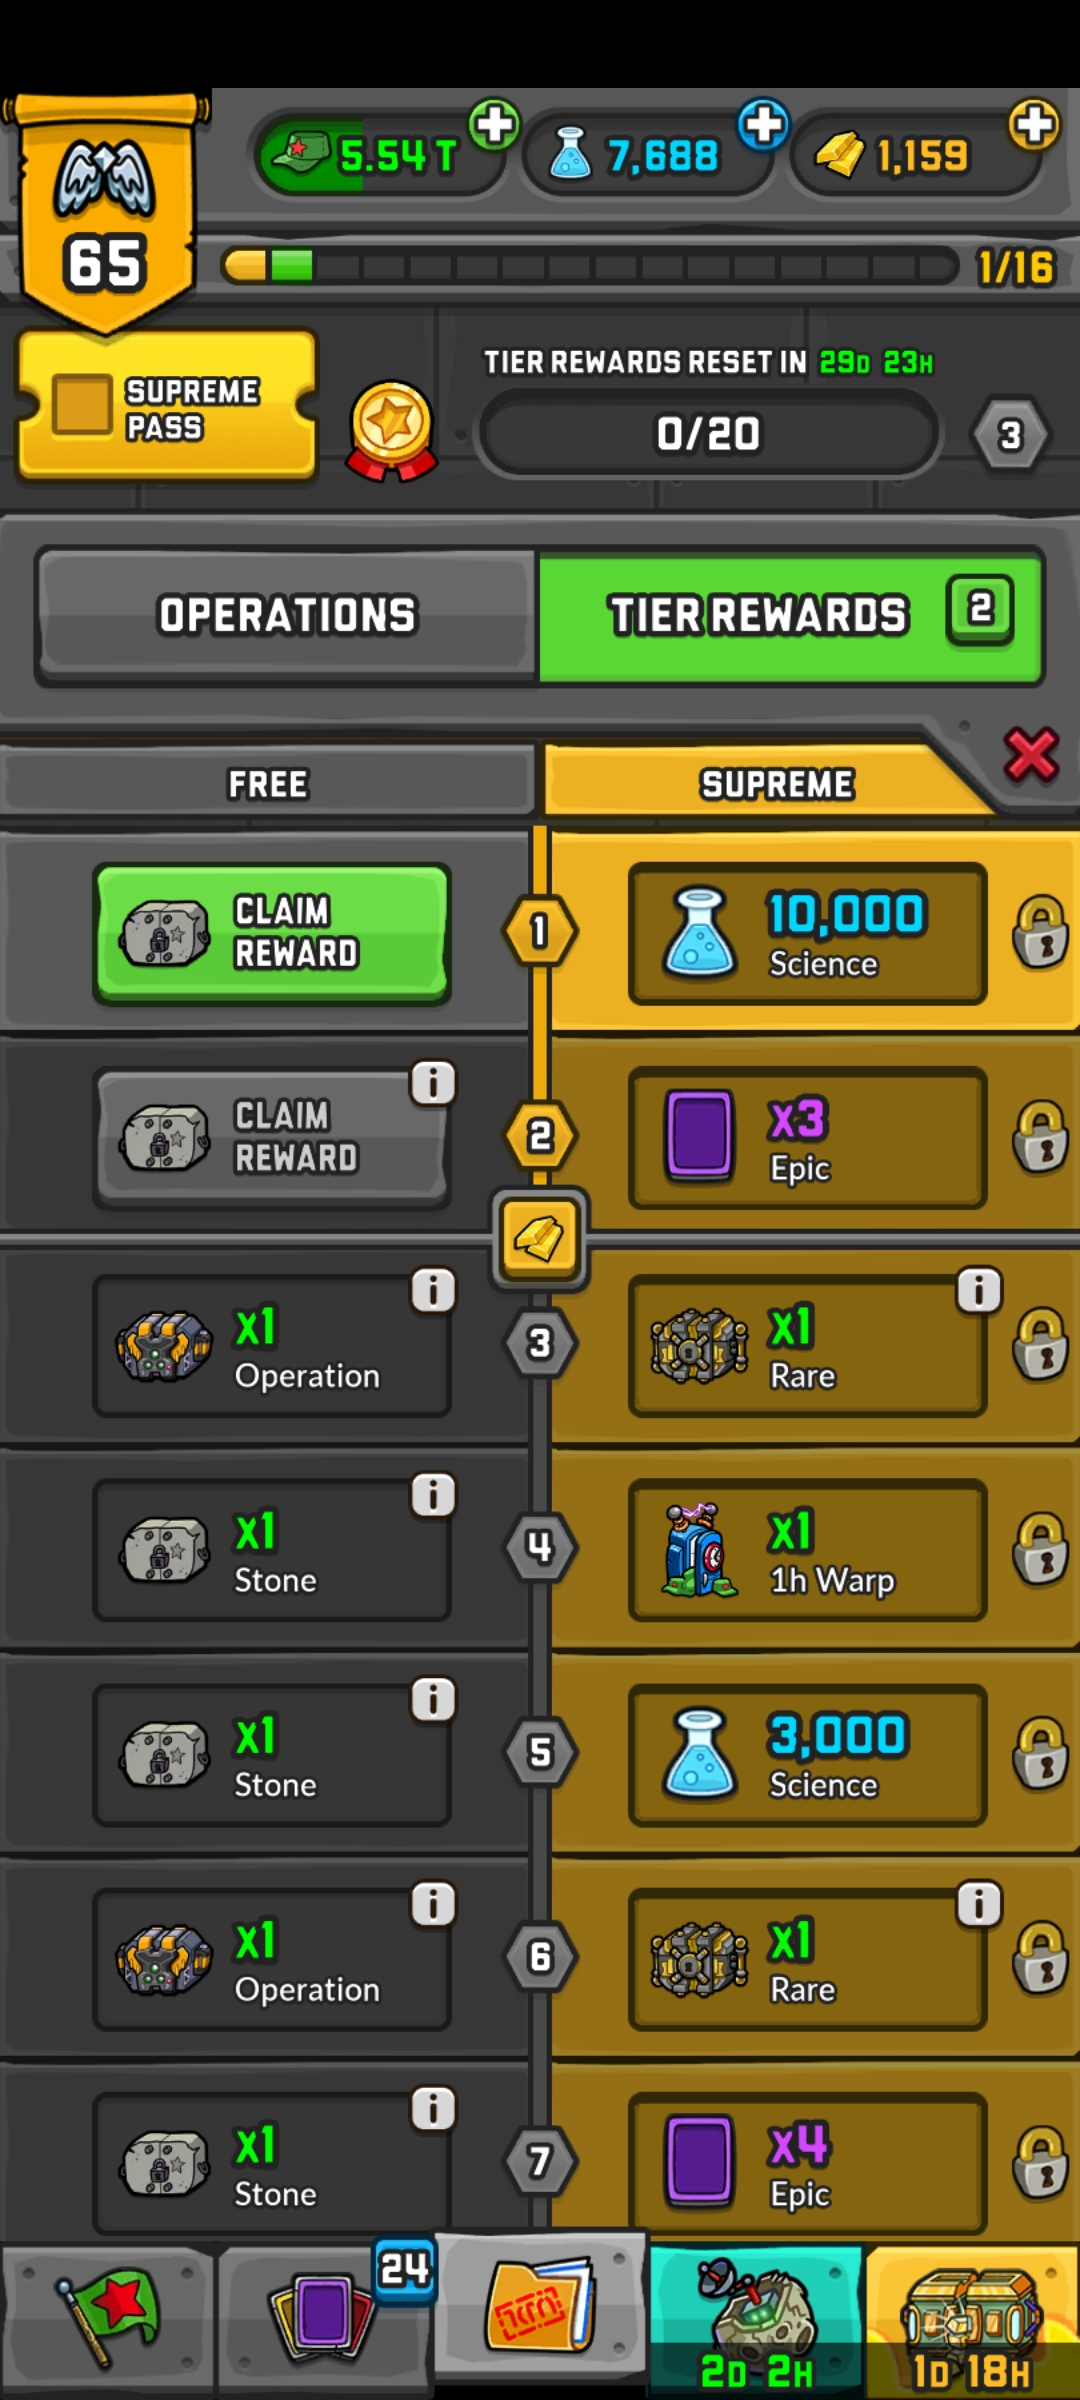 5.54 T
7,688
1,159
65
1/16
SUPREME
PASS
TIER REWARDS RESET IN 29D 23H
0/20
3
OPERATIONS
TIER REWARDS
2
FREE
SUPREME
CLAIM
REWARD
1
10,000
Science
CLAIM
REWARD
i
2
X3
Epic
X1
Operation
i
3
X1
Rare
i
X1
Stone
i
4
X1
1h Warp
X1
Stone
i
5
3,000
Science
X1
Operation
i
6
X1
Rare
i
X1
Stone
i
7
X4
Epic
24
2D 2H
1D 18H